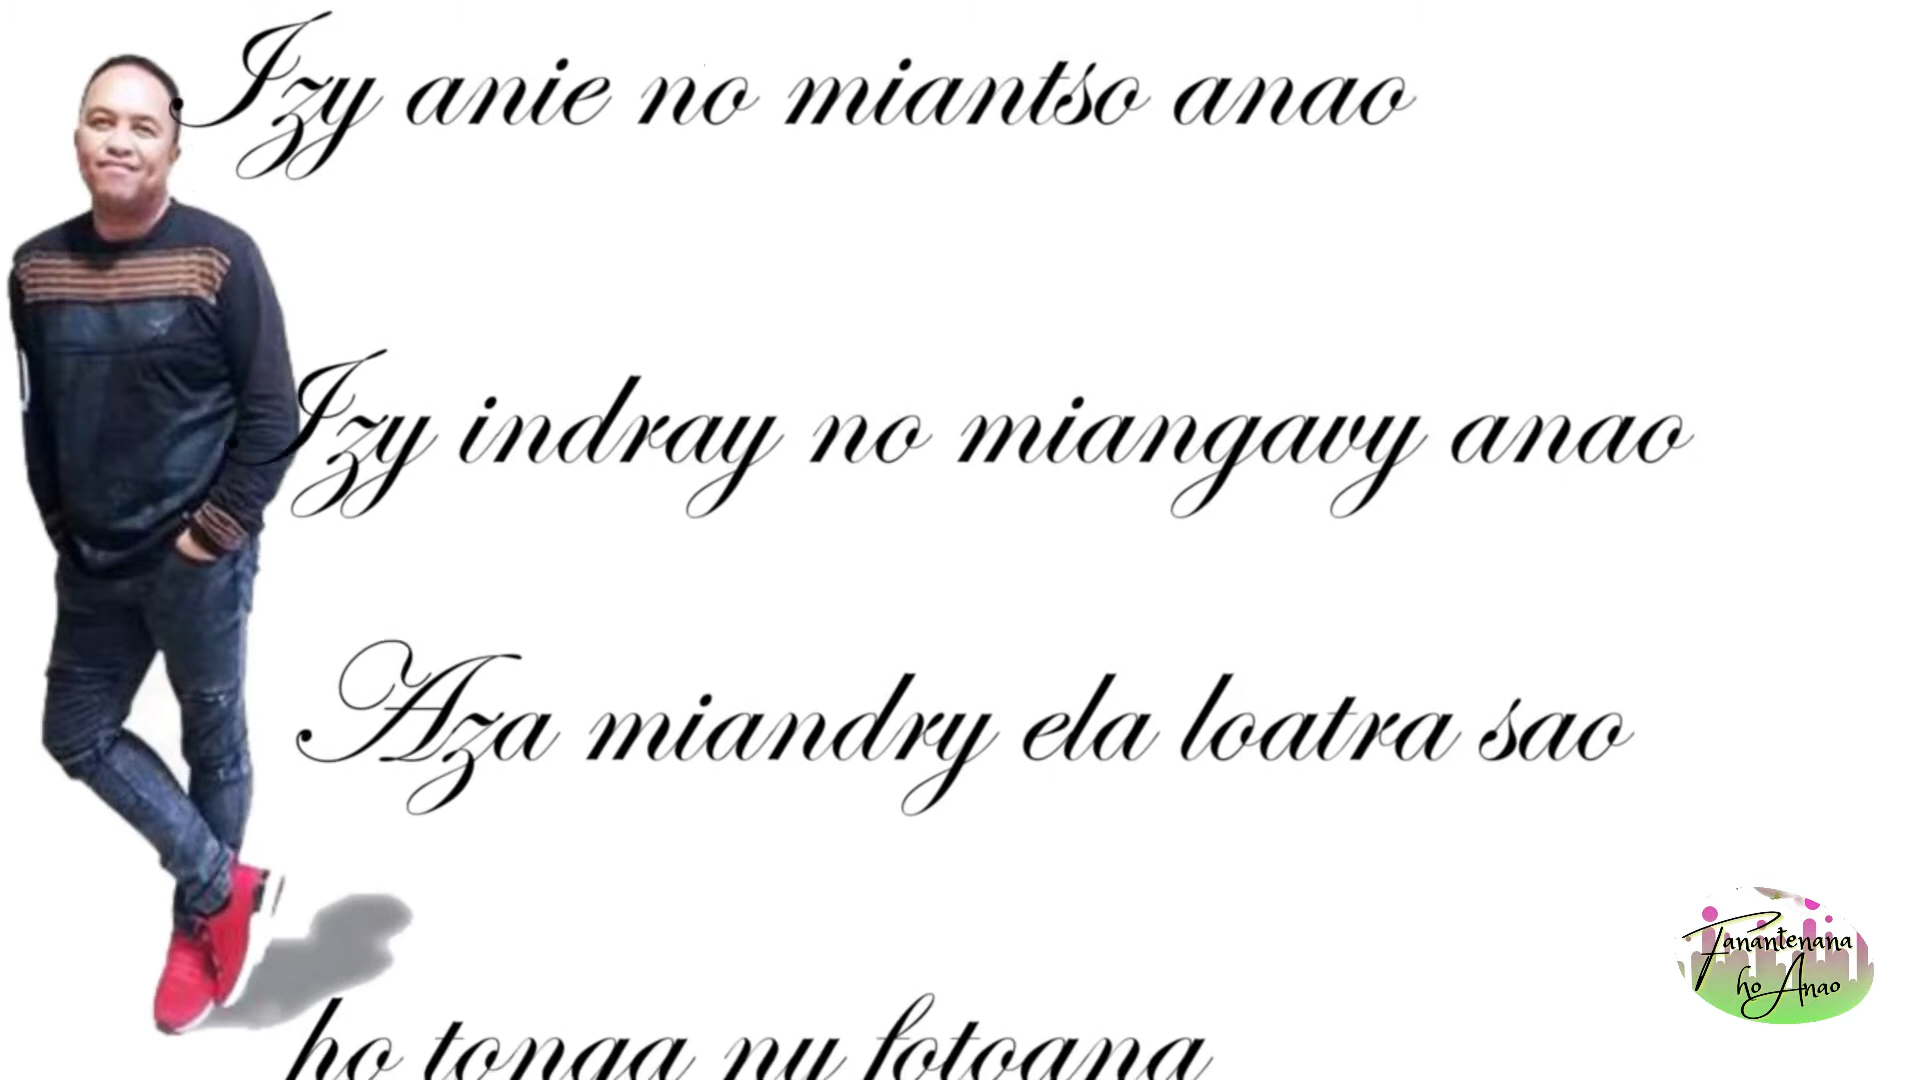 Izy anie no miantso anao
Izy indray no miangavy anao
Aza miandry ela loatra sao
ho tonga ny fotoana
Fanantenana
ho Anao